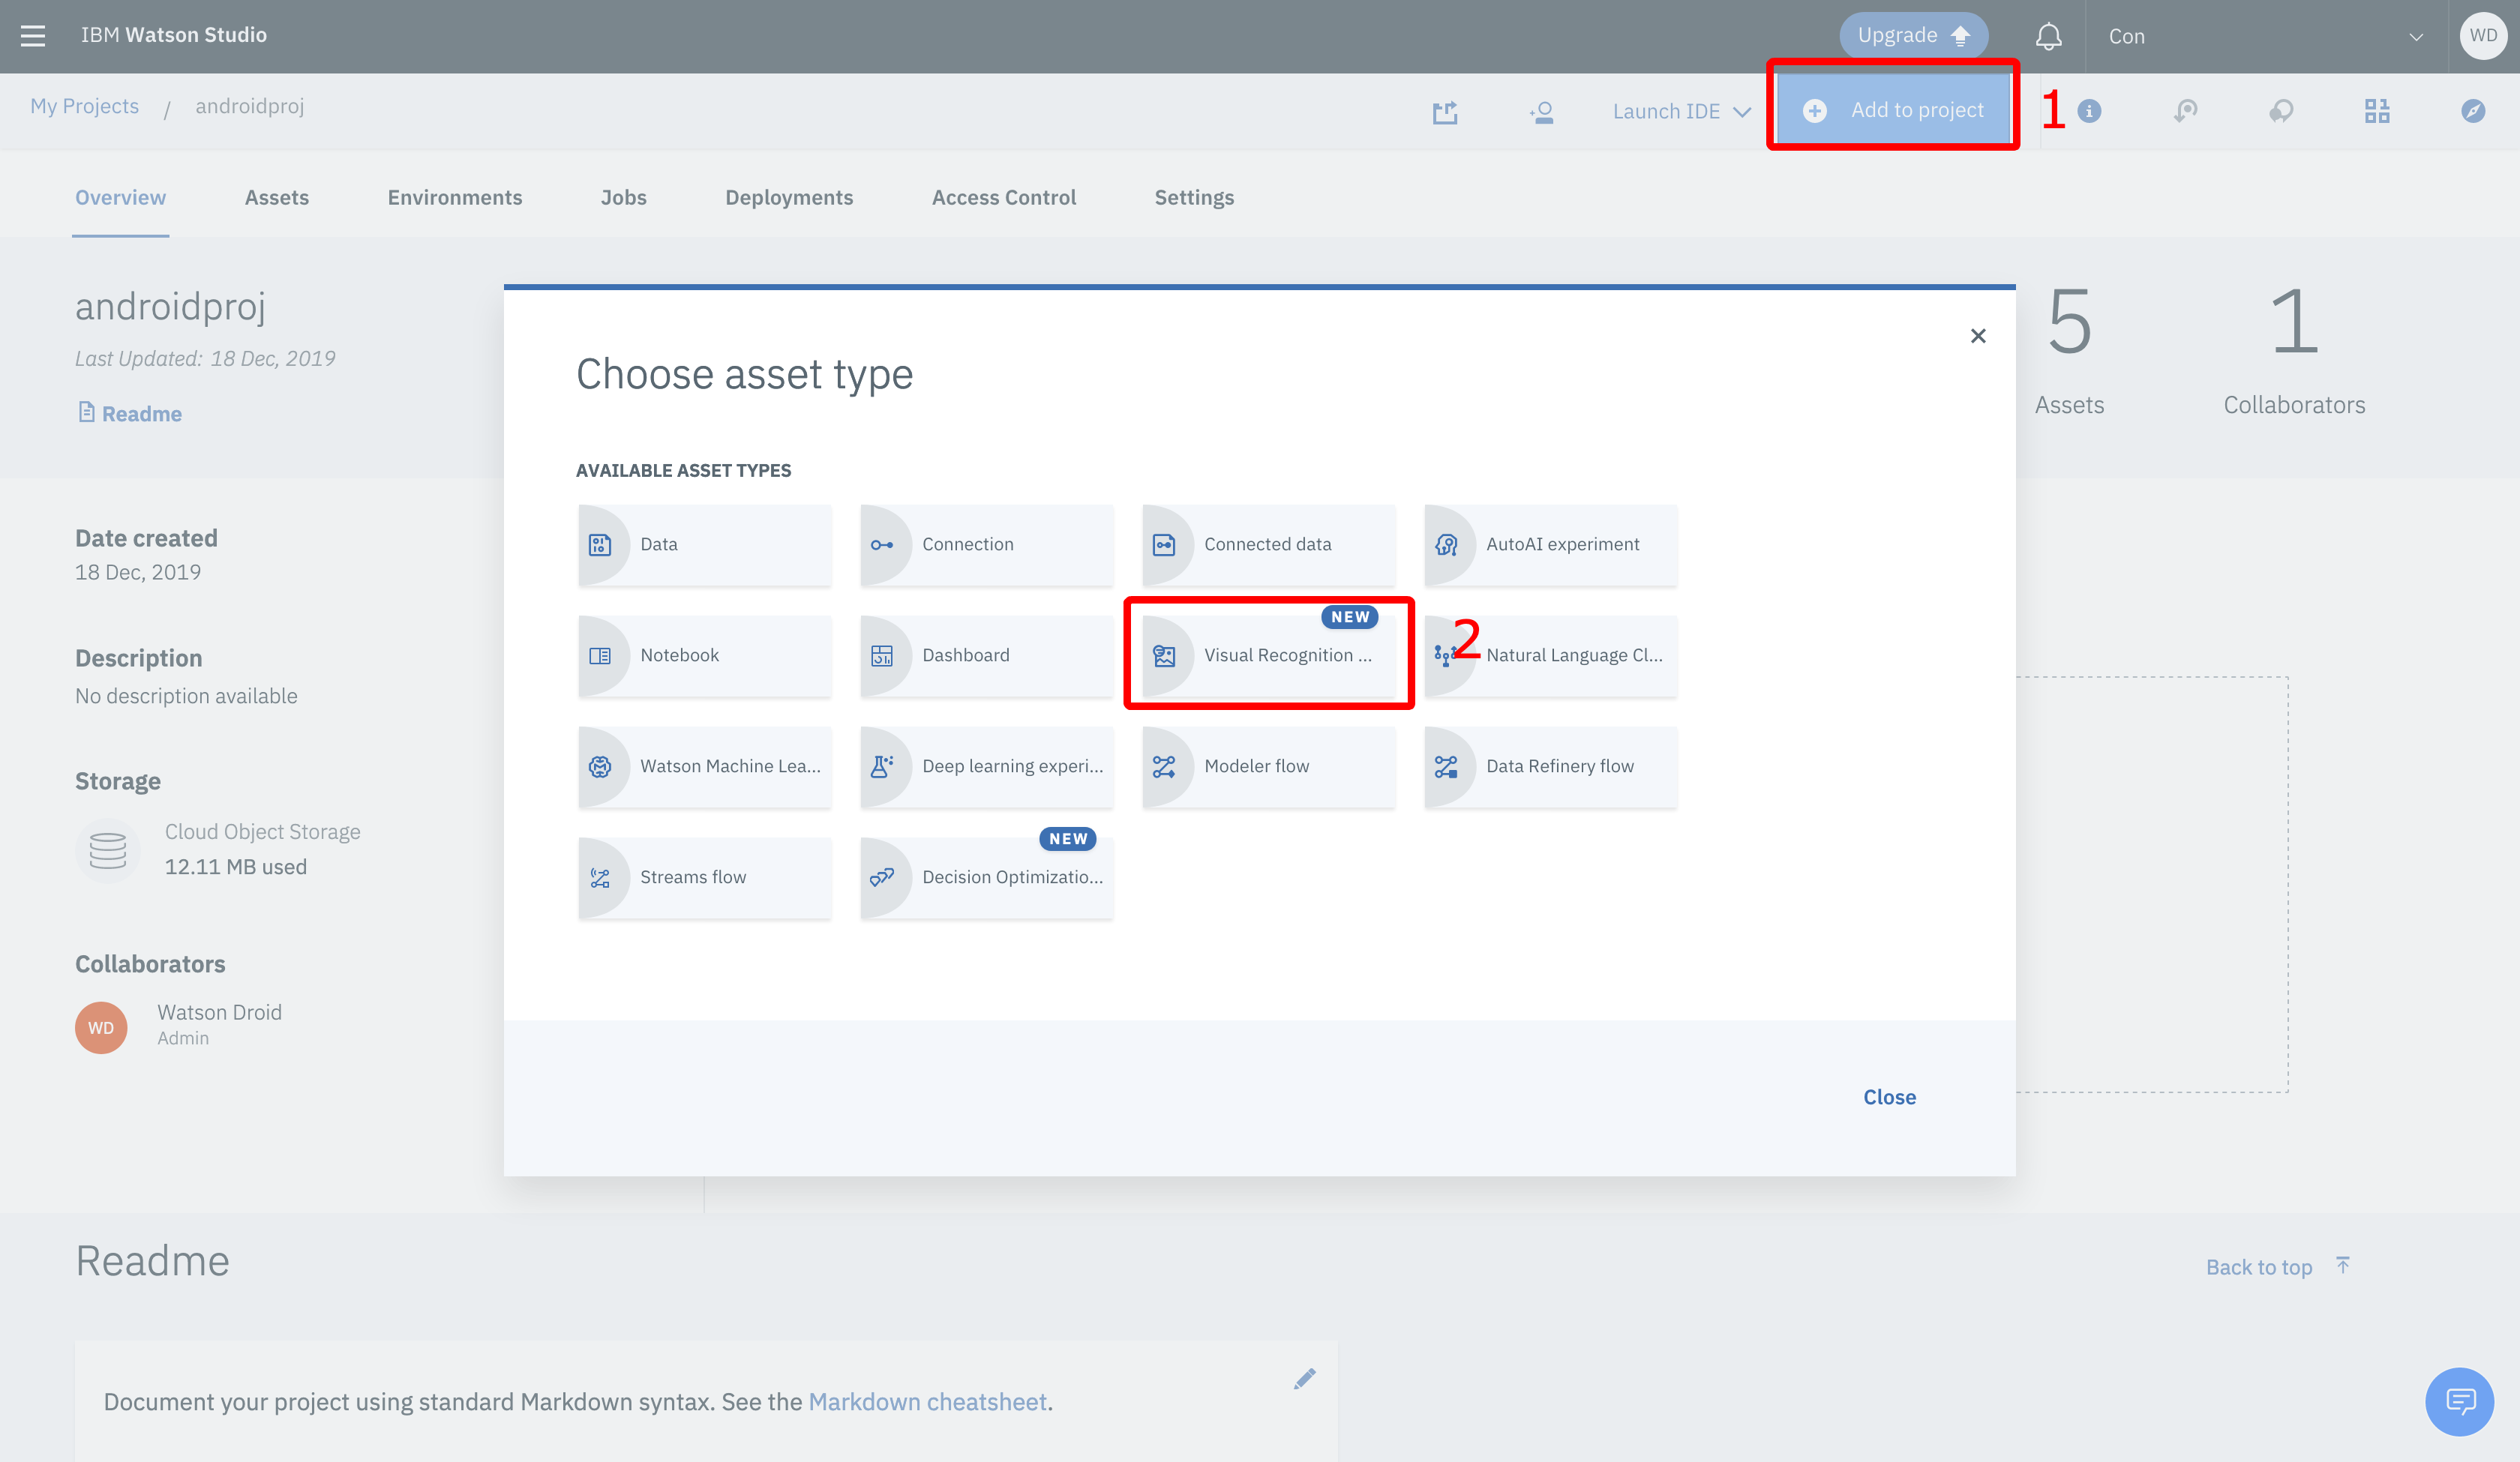 IBM Watson Studio
Upgrade
Con
WD
My Projects / androidproj
Launch IDE
Add to project
1
Overview
Assets
Environments
Jobs
Deployments
Access Control
Settings
androidproj
Last Updated: 18 Dec, 2019
Readme
5
Assets
1
Collaborators
Date created
18 Dec, 2019
Description
No description available
Storage
Cloud Object Storage
12.11 MB used
Collaborators
WD
Watson Droid
Admin
Choose asset type
AVAILABLE ASSET TYPES
Data
Connection
Connected data
AutoAI experiment
Notebook
Dashboard
NEW
Visual Recognition ...
2
Natural Language Cl...
Watson Machine Lea...
Deep learning experi...
Modeler flow
Data Refinery flow
Streams flow
NEW
Decision Optimizatio...
Close
Readme
Back to top
Document your project using standard Markdown syntax. See the Markdown cheatsheet.